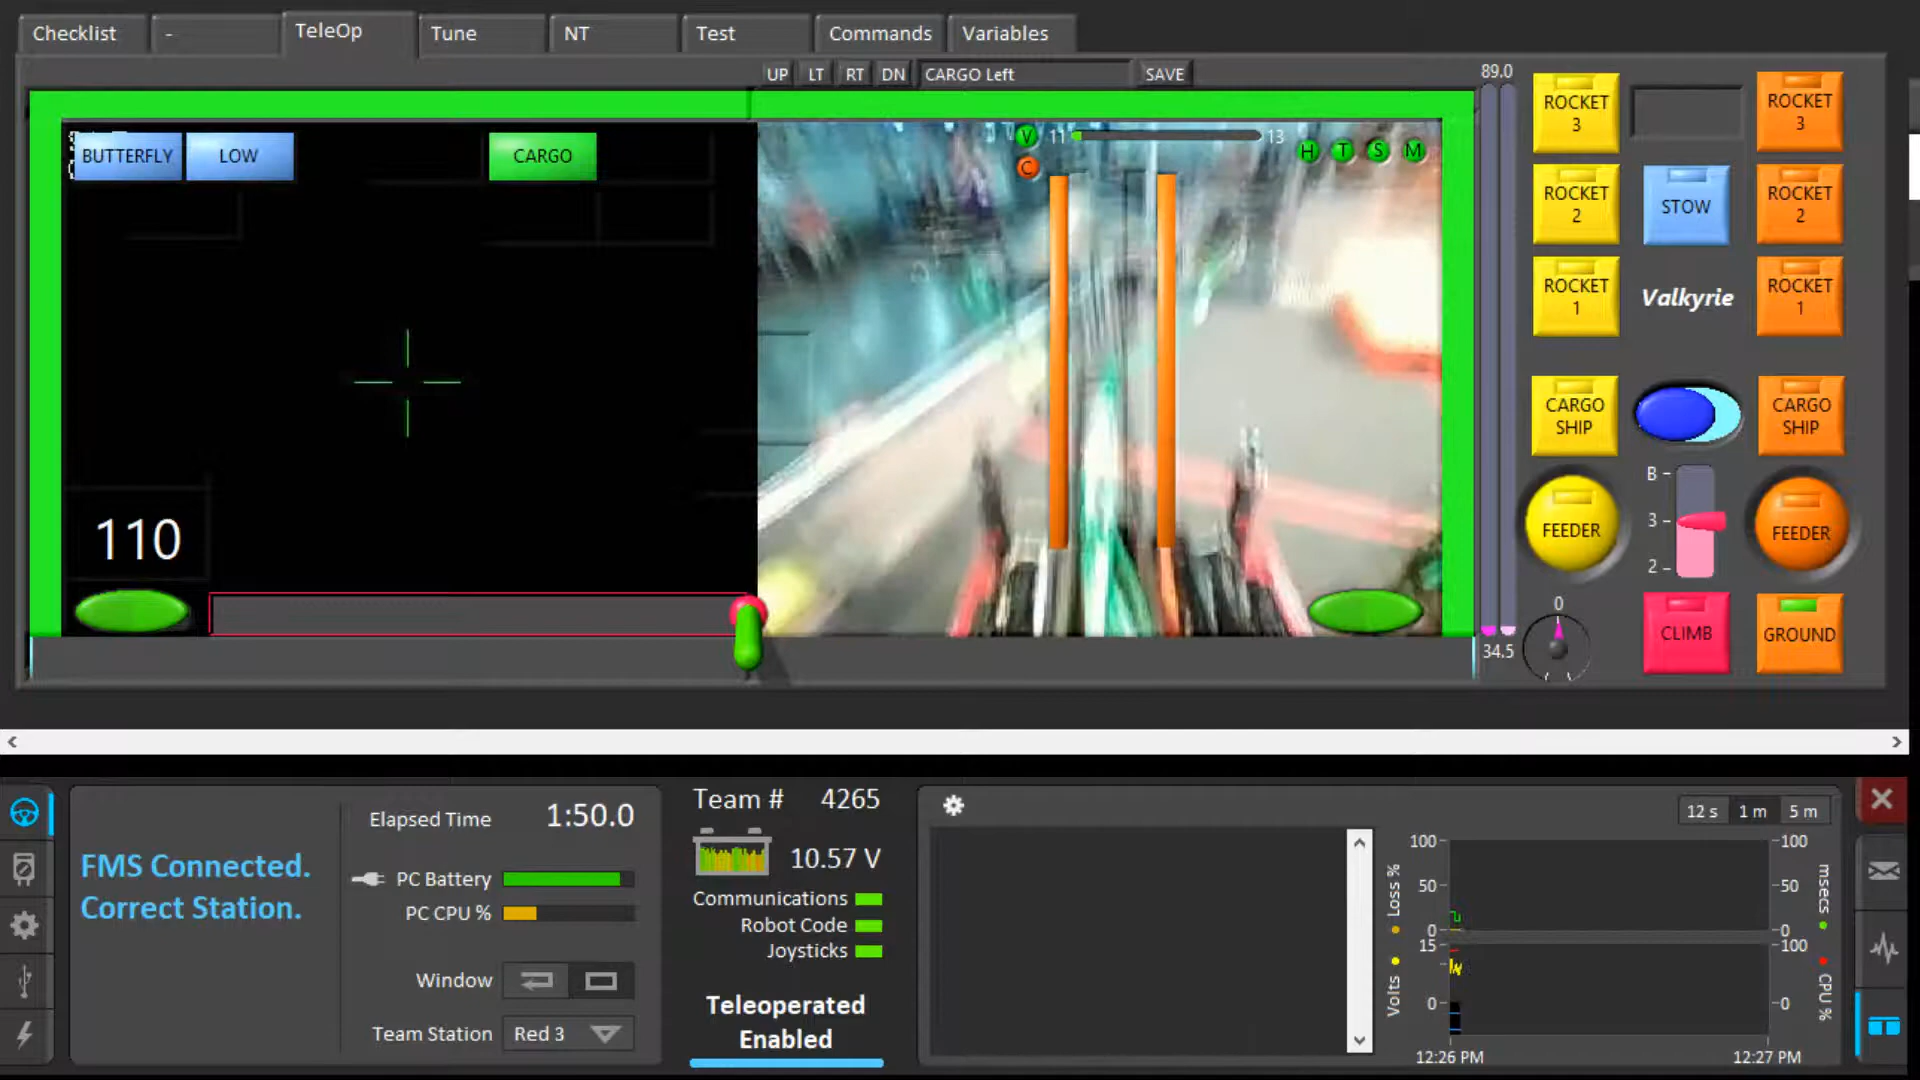 Checklist
-
TeleOp
Tune
NT
Test
Commands
Variables
UP LT RT DN CARGO Left SAVE
BUTTERFLY
LOW
CARGO
V 11 13
C
H T S M
110
89.0
34.5
ROCKET
3
ROCKET
3
ROCKET
2
STOW
ROCKET
2
ROCKET
1
Valkyrie
ROCKET
1
CARGO
SHIP
CARGO
SHIP
B
3
2
FEEDER
FEEDER
0
CLIMB
GROUND
FMS Connected.
Correct Station.
Elapsed Time 1:50.0
PC Battery
PC CPU %
Window
Team Station Red 3
Team # 4265
10.57 V
Communications
Robot Code
Joysticks
Teleoperated
Enabled
12 s 1 m 5 m
100
50
0
15
0
Loss %
Volts
100
50
0
100
0
msecs
CPU %
12:26 PM
12:27 PM